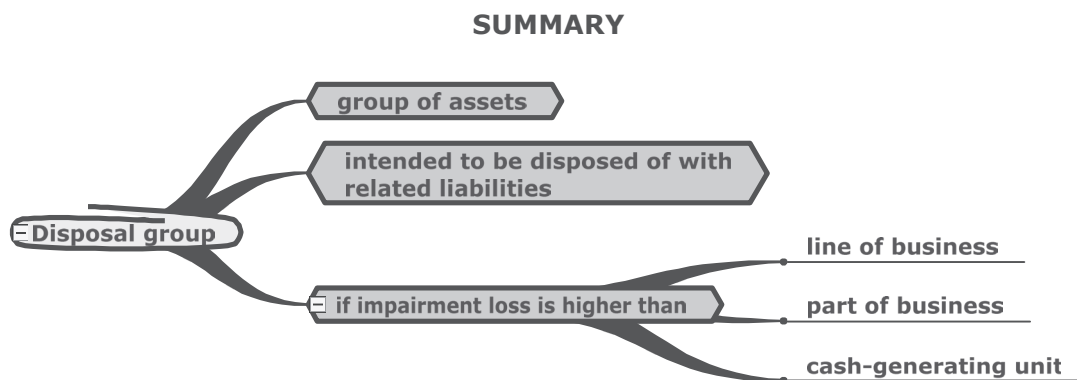 SUMMARY
group of assets
intended to be disposed of with
related liabilities
Disposal group
line of business
if impairment loss is higher than
part of business
cash-generating unit